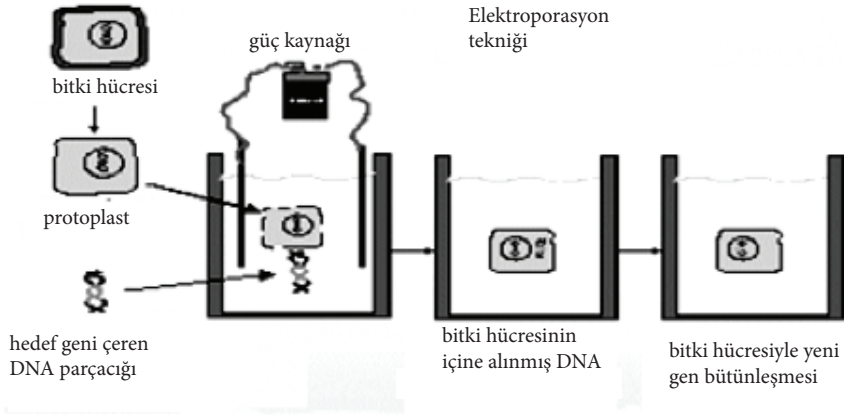 Elektroporasyon
tekniği
güç kaynağı
bitki hücresi
protoplast
hedef geni çeren
DNA parçacığı
bitki hücresinin
içine alınmış DNA
bitki hücresiyle yeni
gen bütünleşmesi